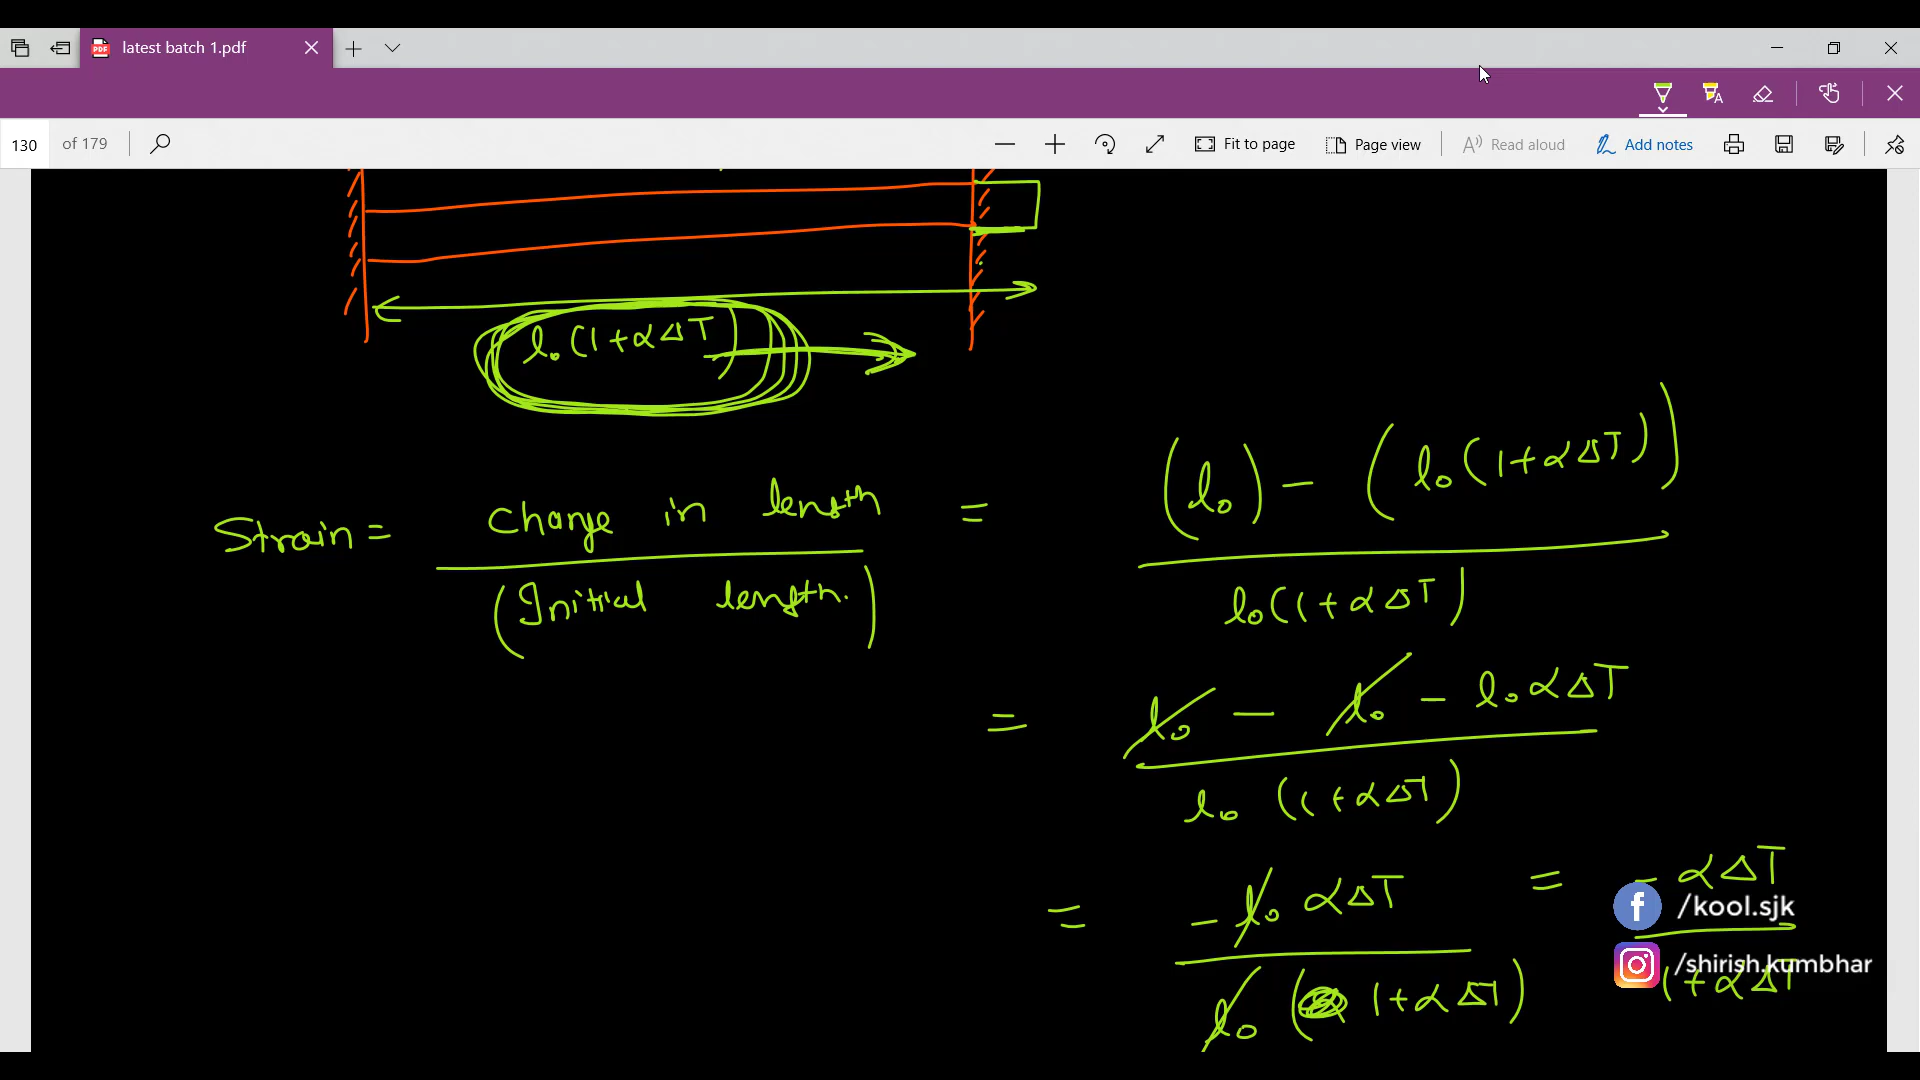 latest batch 1.pdf
130 of 179
Fit to page
Page view
Read aloud
Add notes
l₀(1+αΔT)
Strain = Change in length / (Initial length.) = (l₀) - (l₀(1+αΔT)) / l₀(1+αΔT)
= l₀ - l₀ - l₀αΔT / l₀ (1+αΔT)
= - l₀ αΔT / l₀ ( 1+αΔT) = - αΔT / 1+αΔT
/kool.sjk
/shirish.kumbhar